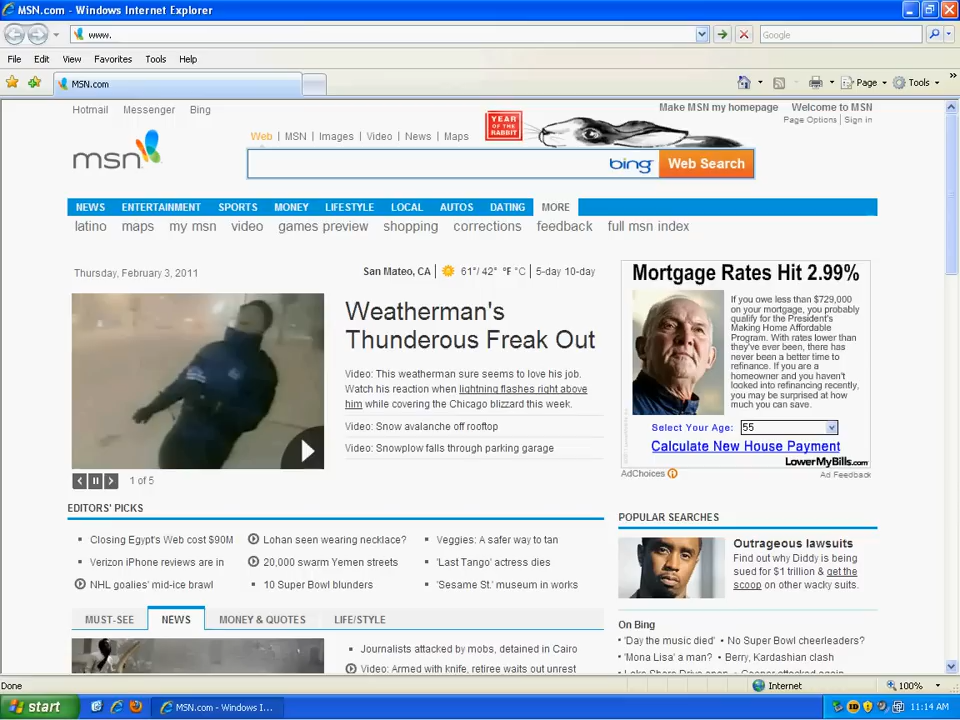 MSN.com - Windows Internet Explorer
www.
Google
File Edit View Favorites Tools Help
MSN.com
Page Tools
Hotmail Messenger Bing
Make MSN my homepage Welcome to MSN
Page Options | Sign in
msn
Web | MSN | Images | Video | News | Maps
YEAR OF THE RABBIT
bing Web Search
NEWS ENTERTAINMENT SPORTS MONEY LIFESTYLE LOCAL AUTOS DATING MORE
latino maps my msn video games preview shopping corrections feedback full msn index
Thursday, February 3, 2011
San Mateo, CA | 61°/ 42° °F °C | 5-day 10-day
Weatherman's
Thunderous Freak Out
Video: This weatherman sure seems to love his job.
Watch his reaction when lightning flashes right above
him while covering the Chicago blizzard this week.
Video: Snow avalanche off rooftop
Video: Snowplow falls through parking garage
1 of 5
Mortgage Rates Hit 2.99%
If you owe less than $729,000
on your mortgage, you probably
qualify for the President's
Making Home Affordable
Program. With rates lower than
they've ever been, there has
never been a better time to
refinance. If you are a
homeowner and you haven't
looked into refinancing recently,
you may be surprised at how
much you can save.
Select Your Age: 55
Calculate New House Payment
LowerMyBills.com
AdChoices Ad Feedback
EDITORS' PICKS
Closing Egypt's Web cost $90M
Verizon iPhone reviews are in
NHL goalies' mid-ice brawl
Lohan seen wearing necklace?
20,000 swarm Yemen streets
10 Super Bowl blunders
Veggies: A safer way to tan
'Last Tango' actress dies
'Sesame St.' museum in works
POPULAR SEARCHES
Outrageous lawsuits
Find out why Diddy is being
sued for $1 trillion & get the
scoop on other wacky suits.
MUST-SEE NEWS MONEY & QUOTES LIFE/STYLE
Journalists attacked by mobs, detained in Cairo
Video: Armed with knife, retiree waits out unrest
On Bing
• 'Day the music died' • No Super Bowl cheerleaders?
• 'Mona Lisa' a man? • Berry, Kardashian clash
Done Internet 100%
start MSN.com - Windows I... 11:14 AM